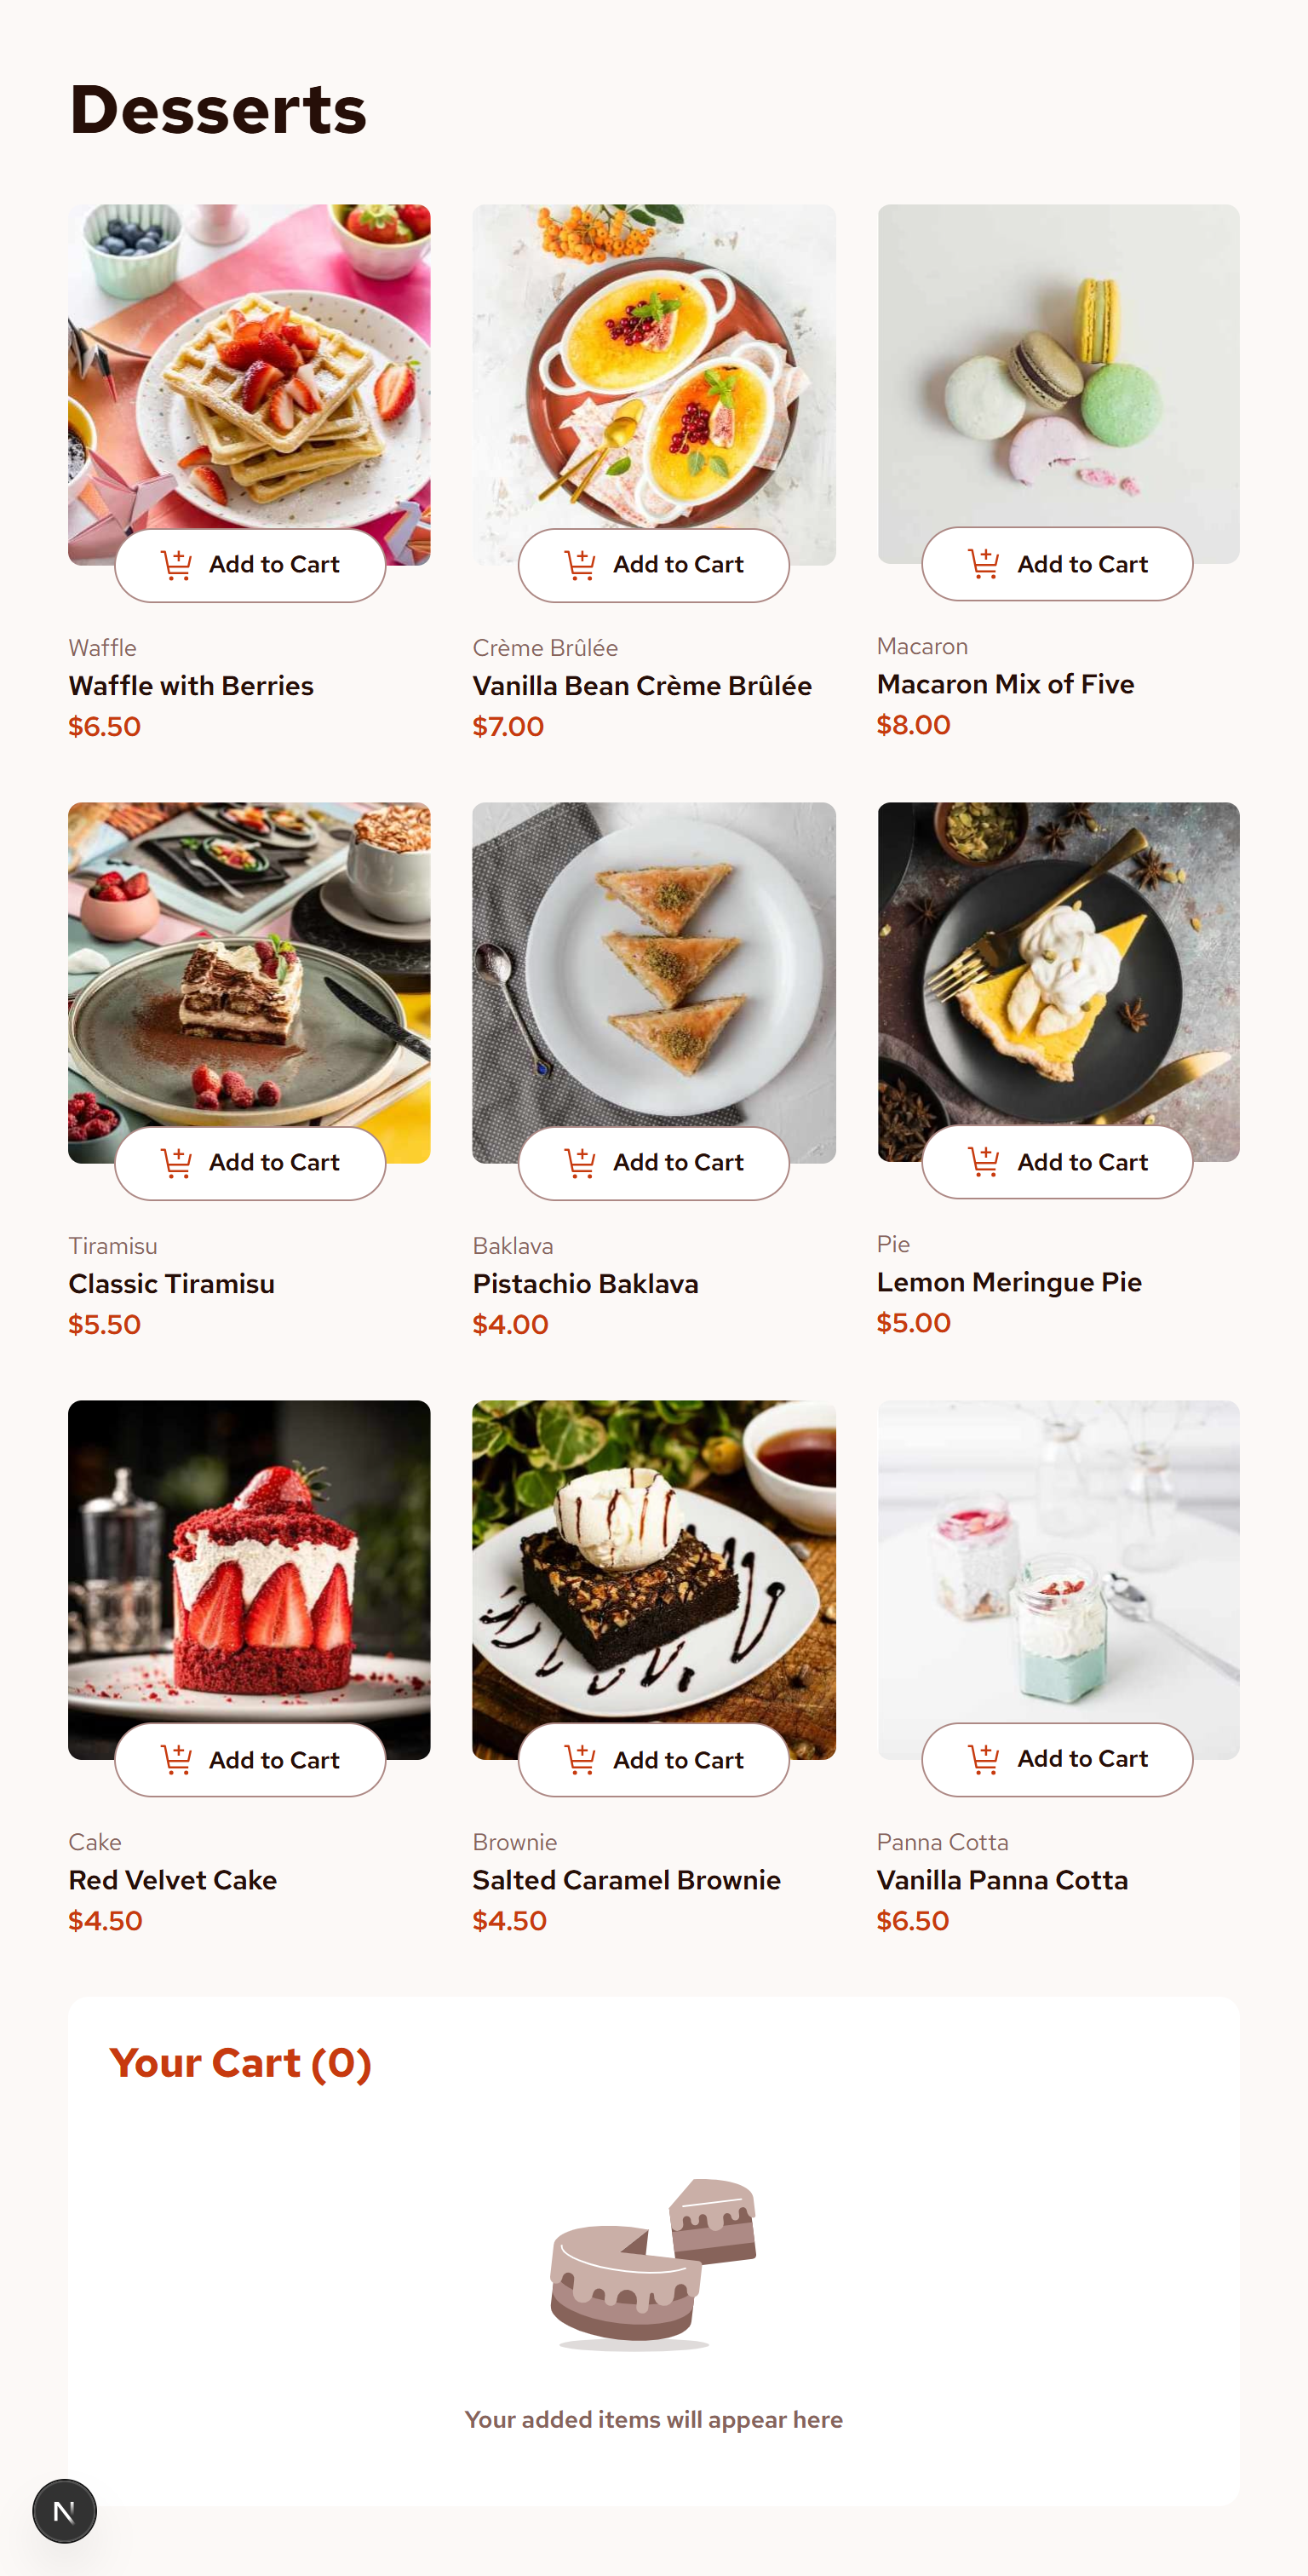 Desserts
Add to Cart
Waffle
Waffle with Berries
$6.50
Add to Cart
Crème Brûlée
Vanilla Bean Crème Brûlée
$7.00
Add to Cart
Macaron
Macaron Mix of Five
$8.00
Add to Cart
Tiramisu
Classic Tiramisu
$5.50
Add to Cart
Baklava
Pistachio Baklava
$4.00
Add to Cart
Pie
Lemon Meringue Pie
$5.00
Add to Cart
Cake
Red Velvet Cake
$4.50
Add to Cart
Brownie
Salted Caramel Brownie
$4.50
Add to Cart
Panna Cotta
Vanilla Panna Cotta
$6.50
Your Cart (0)
Your added items will appear here
N